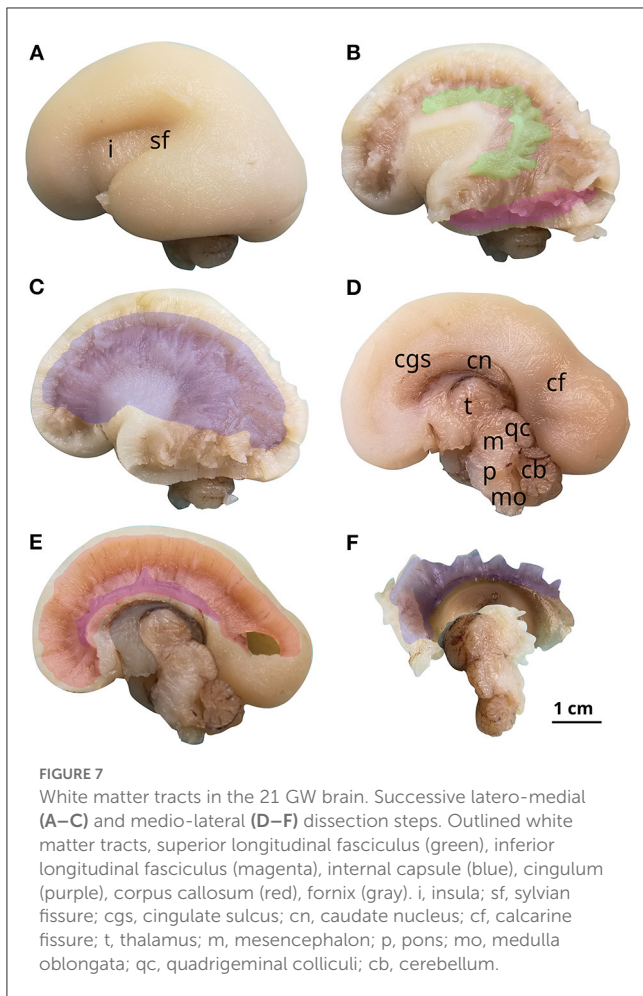 A
B
i
sf
C
D
cgs
cn
cf
t
m
qc
p
cb
mo
E
F
1 cm
FIGURE 7
White matter tracts in the 21 GW brain. Successive latero-medial
(A–C) and medio-lateral (D–F) dissection steps. Outlined white
matter tracts, superior longitudinal fasciculus (green), inferior
longitudinal fasciculus (magenta), internal capsule (blue), cingulum
(purple), corpus callosum (red), fornix (gray). i, insula; sf, sylvian
fissure; cgs, cingulate sulcus; cn, caudate nucleus; cf, calcarine
fissure; t, thalamus; m, mesencephalon; p, pons; mo, medulla
oblongata; qc, quadrigeminal colliculi; cb, cerebellum.